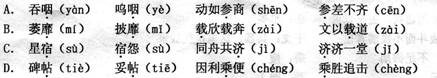 A. 吞咽(yàn) 呜咽(yè) 动如参商(shēn) 参差不齐(cēn)
B. 萎靡(mí) 披靡(mǐ) 载欣载奔(zài) 文以载道(zài)
C. 星宿(sù) 宿怨(sù) 同舟共济(jì) 济济一堂(jǐ)
D. 碑帖(tiè) 妥帖(tiē) 因利乘便(chéng) 乘胜追击(chèng)